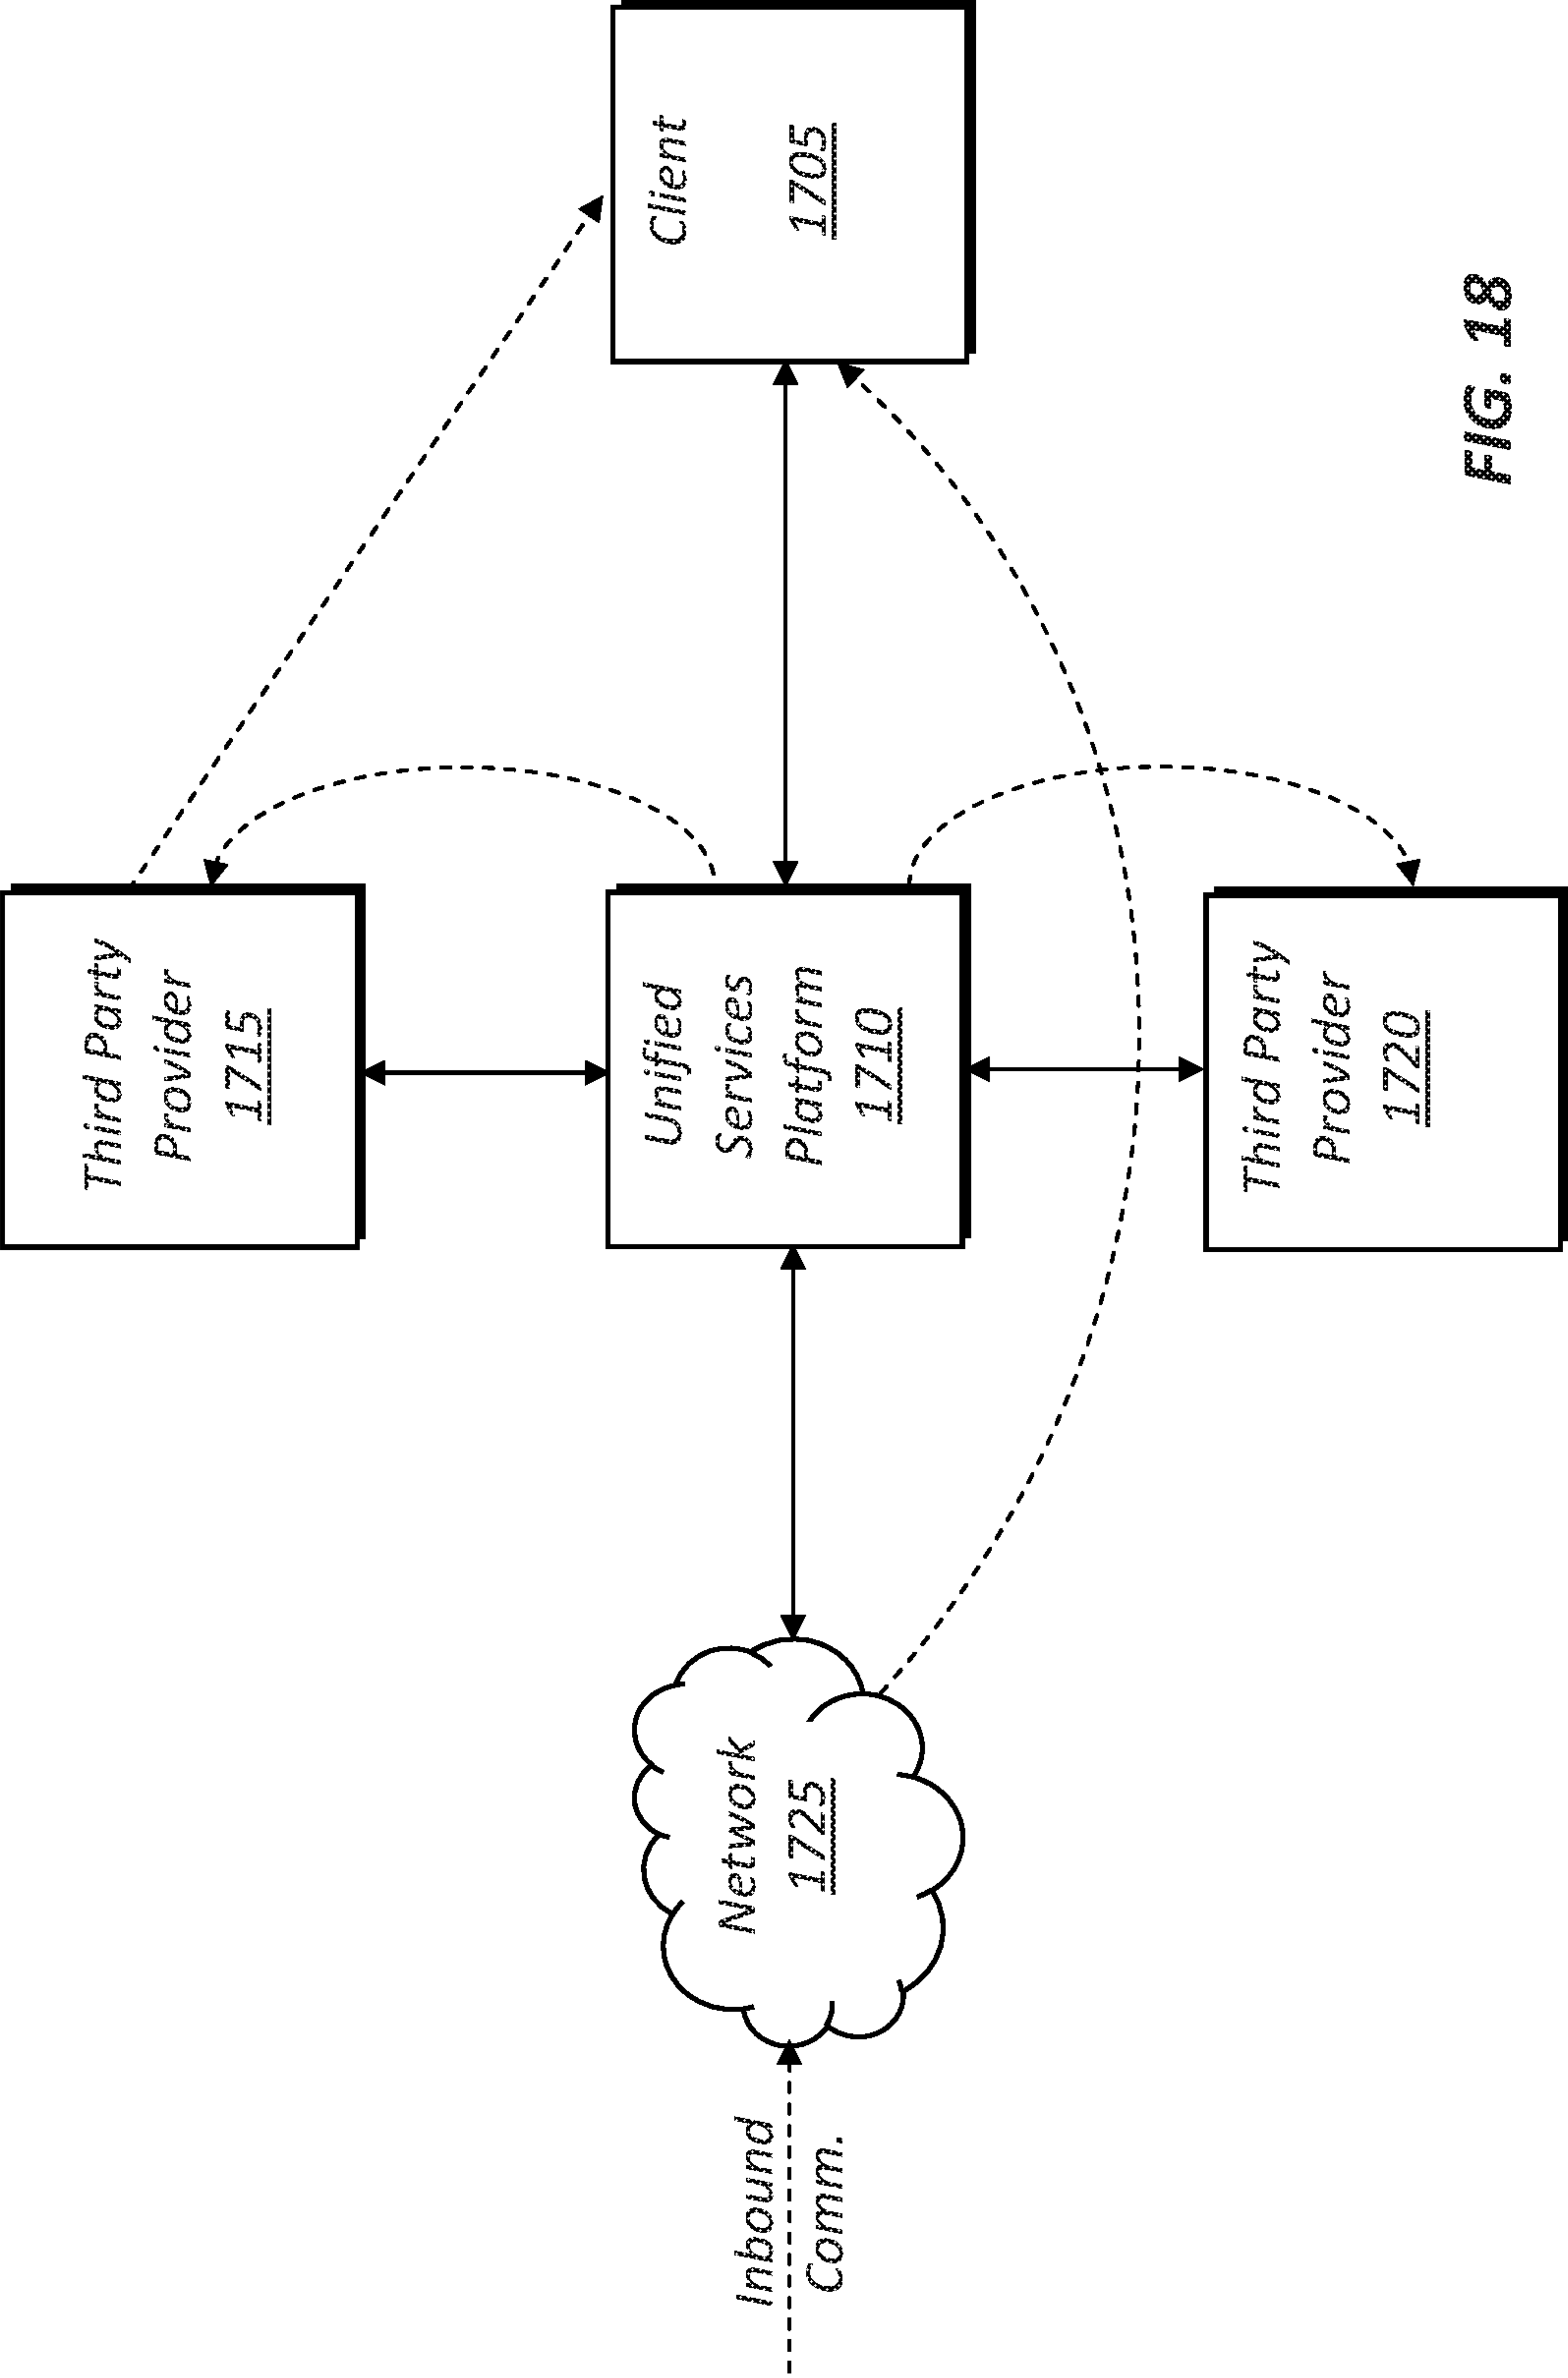 Third Party
Provider
1715
Inbound
Comm.
Network
1725
Unified
Services
Platform
1710
Client
1705
Third Party
Provider
1720
FIG. 18